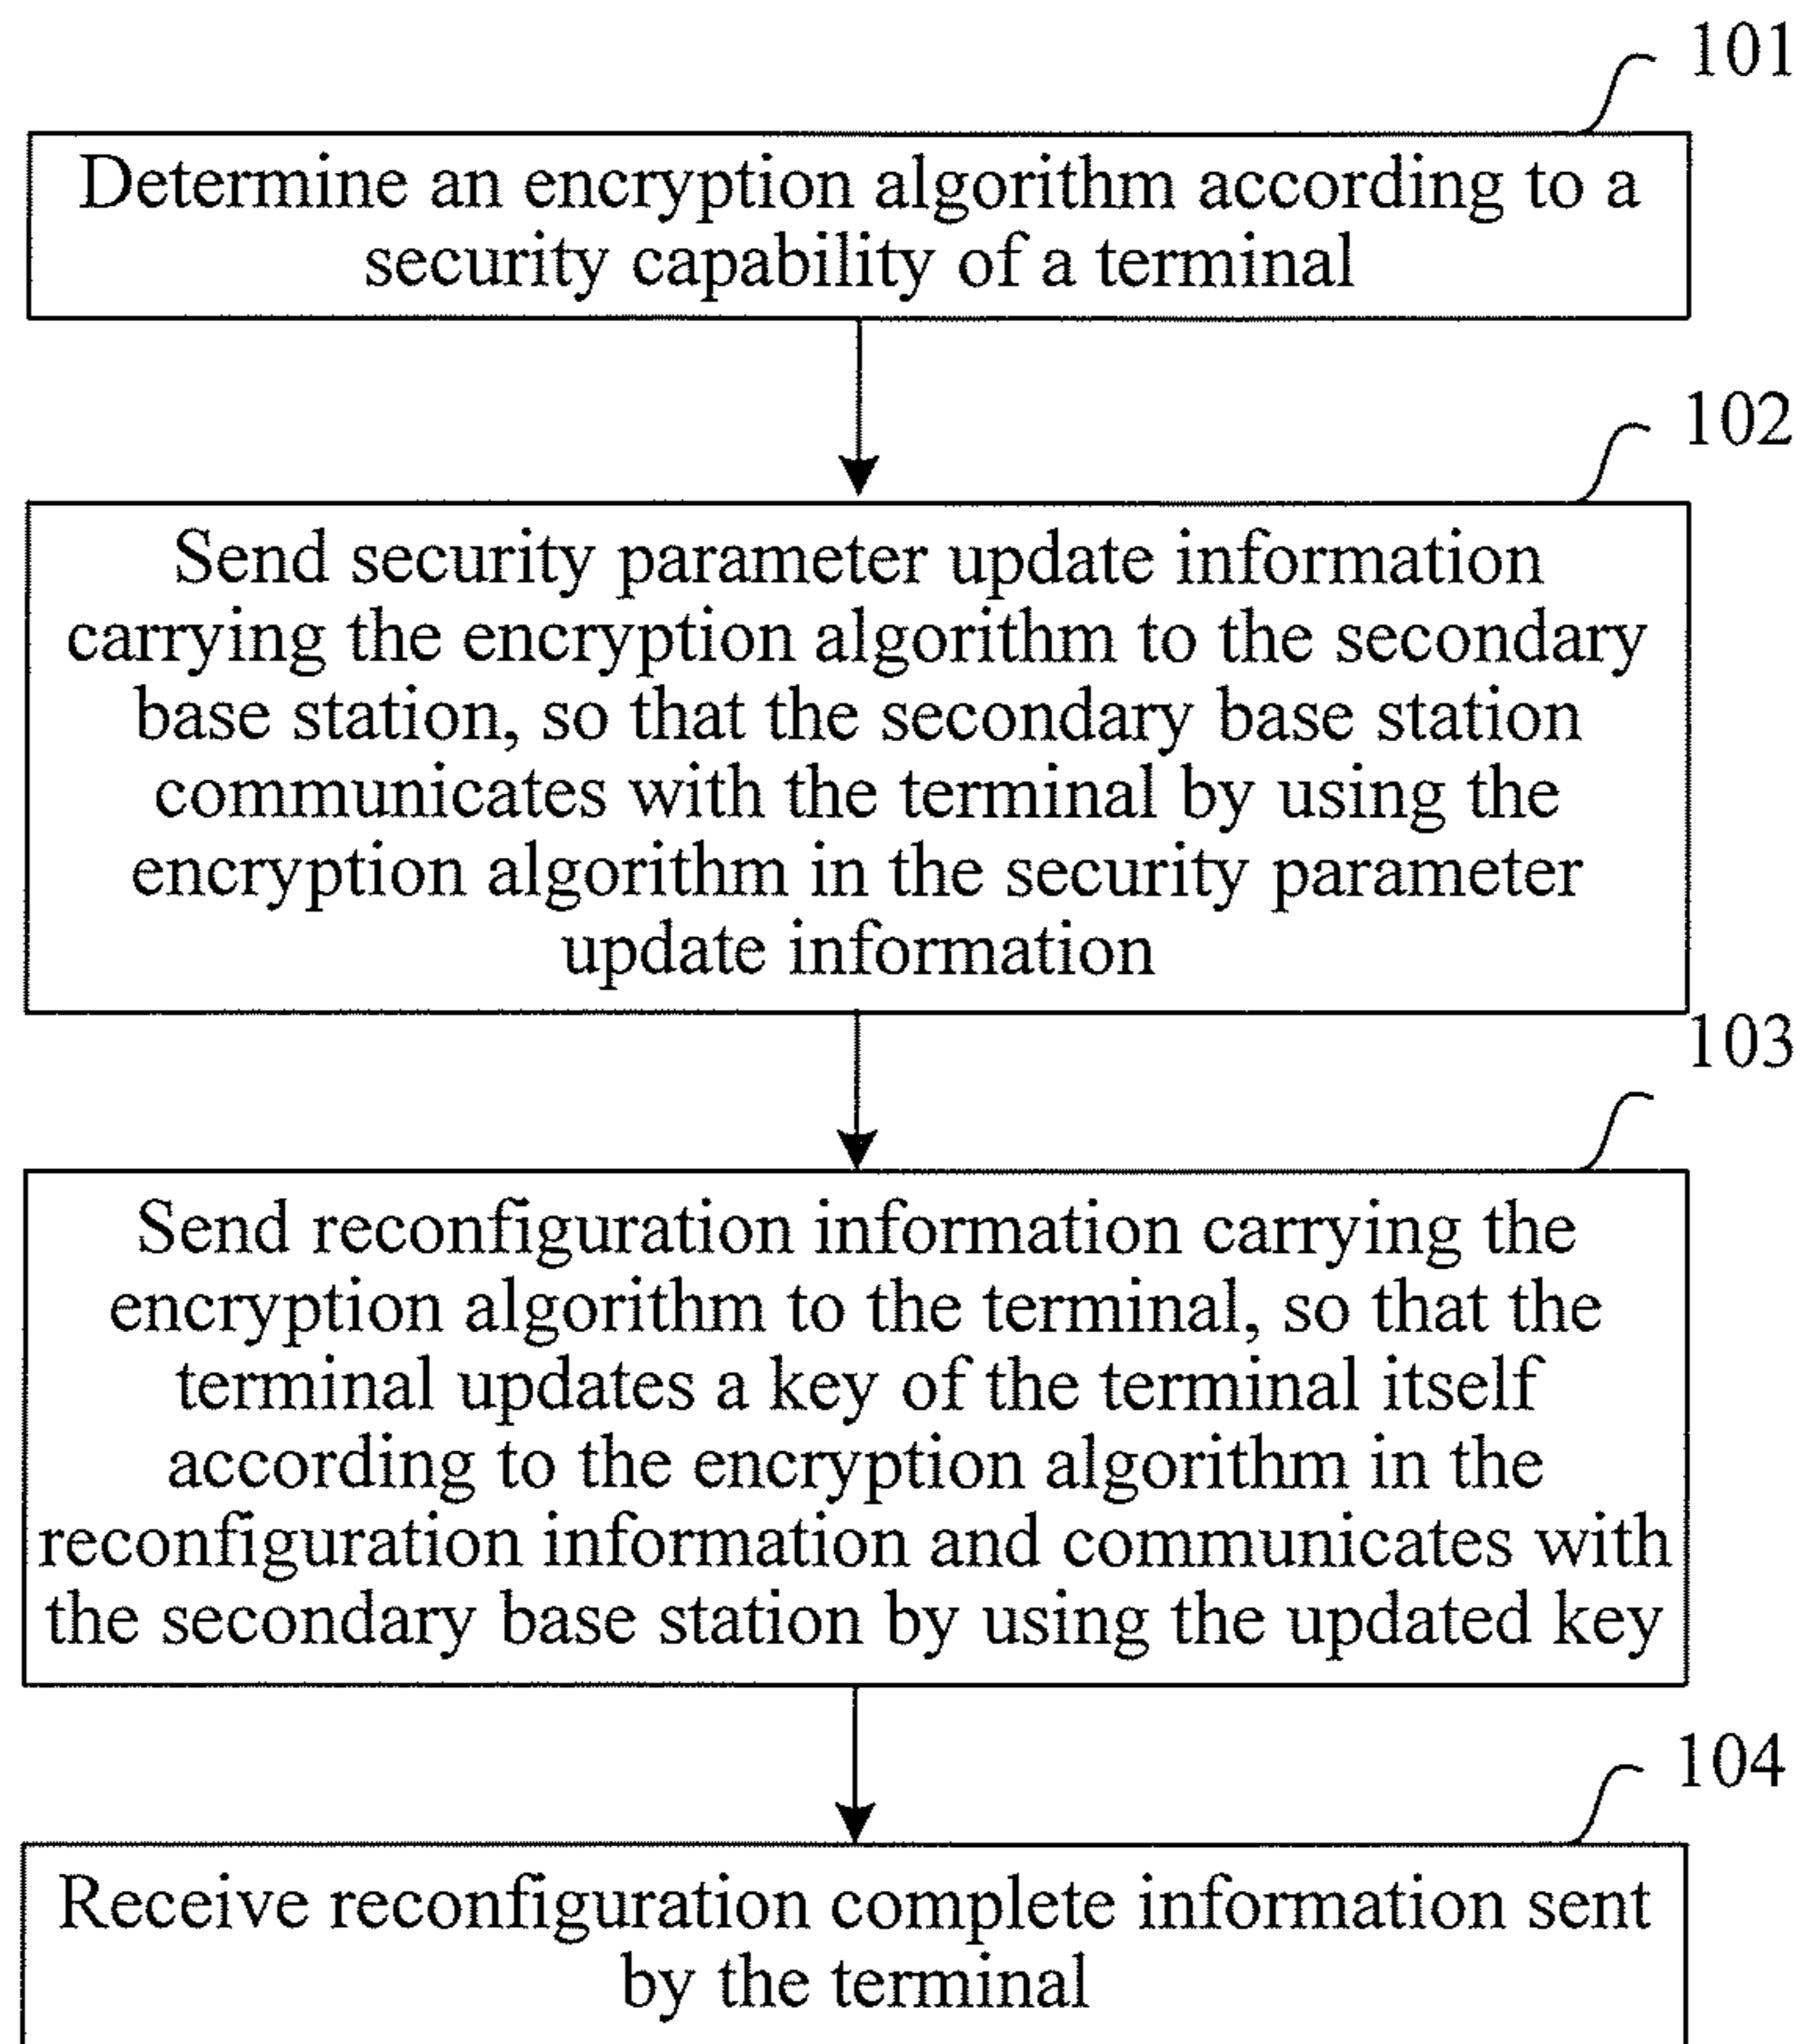 101
Determine an encryption algorithm according to a
security capability of a terminal
102
Send security parameter update information
carrying the encryption algorithm to the secondary
base station, so that the secondary base station
communicates with the terminal by using the
encryption algorithm in the security parameter
update information
103
Send reconfiguration information carrying the
encryption algorithm to the terminal, so that the
terminal updates a key of the terminal itself
according to the encryption algorithm in the
reconfiguration information and communicates with
the secondary base station by using the updated key
104
Receive reconfiguration complete information sent
by the terminal